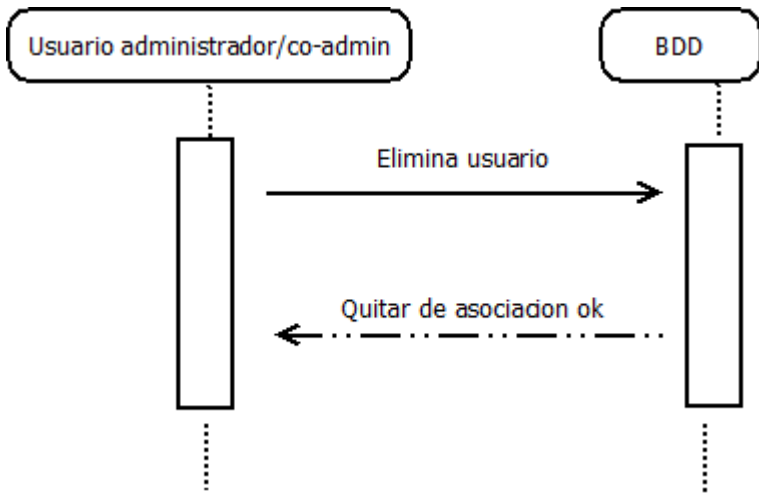 Usuario administrador/co-admin
BDD
Elimina usuario
Quitar de asociacion ok